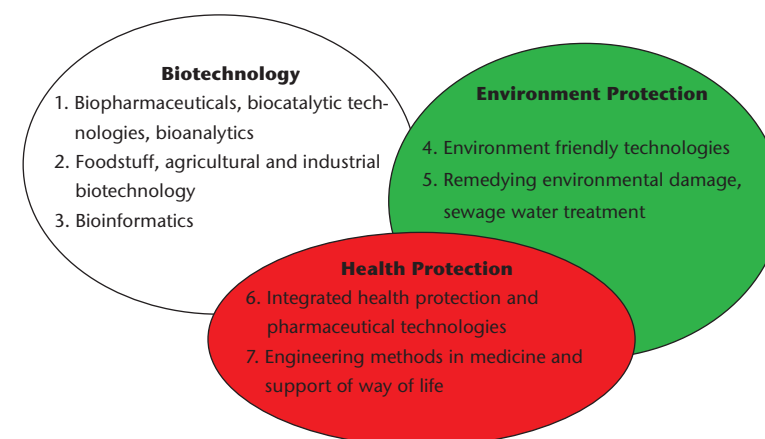 Biotechnology
1. Biopharmaceuticals, biocatalytic tech-
nologies, bioanalytics
2. Foodstuff, agricultural and industrial
biotechnology
3. Bioinformatics
Environment Protection
4. Environment friendly technologies
5. Remedying environmental damage,
sewage water treatment
Health Protection
6. Integrated health protection and
pharmaceutical technologies
7. Engineering methods in medicine and
support of way of life